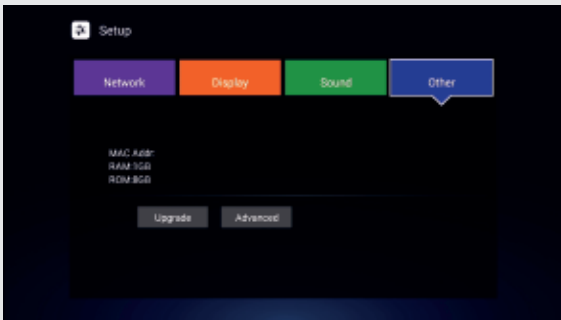 Setup
Network
Display
Sound
Other
MAC Addr:
RAM:1GB
ROM:8GB
Upgrade
Advanced